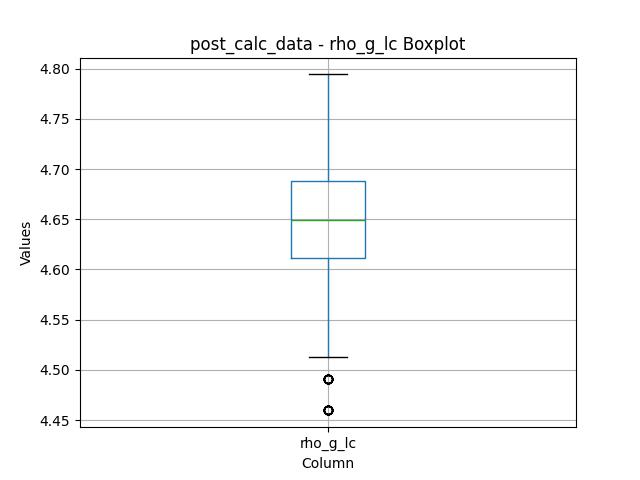 post_calc_data - rho_g_lc Boxplot
4.80
4.75
4.70
4.65
4.60
4.55
4.50
4.45
Values
rho_g_lc
Column